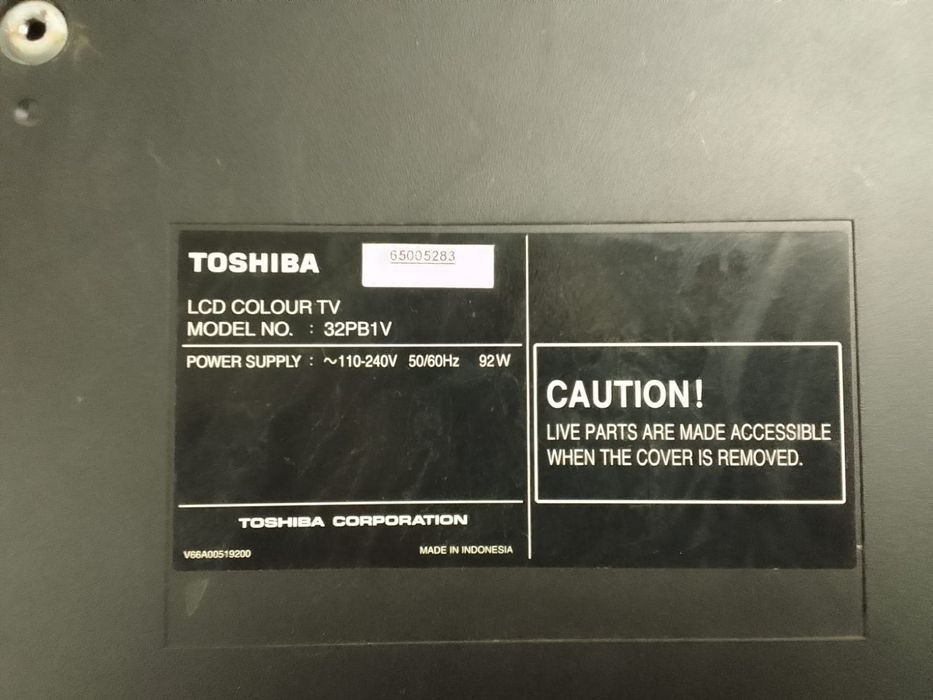 TOSHIBA
65005283
LCD COLOUR TV
MODEL NO. : 32PB1V
POWER SUPPLY : ~110-240V 50/60Hz 92W
TOSHIBA CORPORATION
V66A00519200
MADE IN INDONESIA
CAUTION!
LIVE PARTS ARE MADE ACCESSIBLE
WHEN THE COVER IS REMOVED.